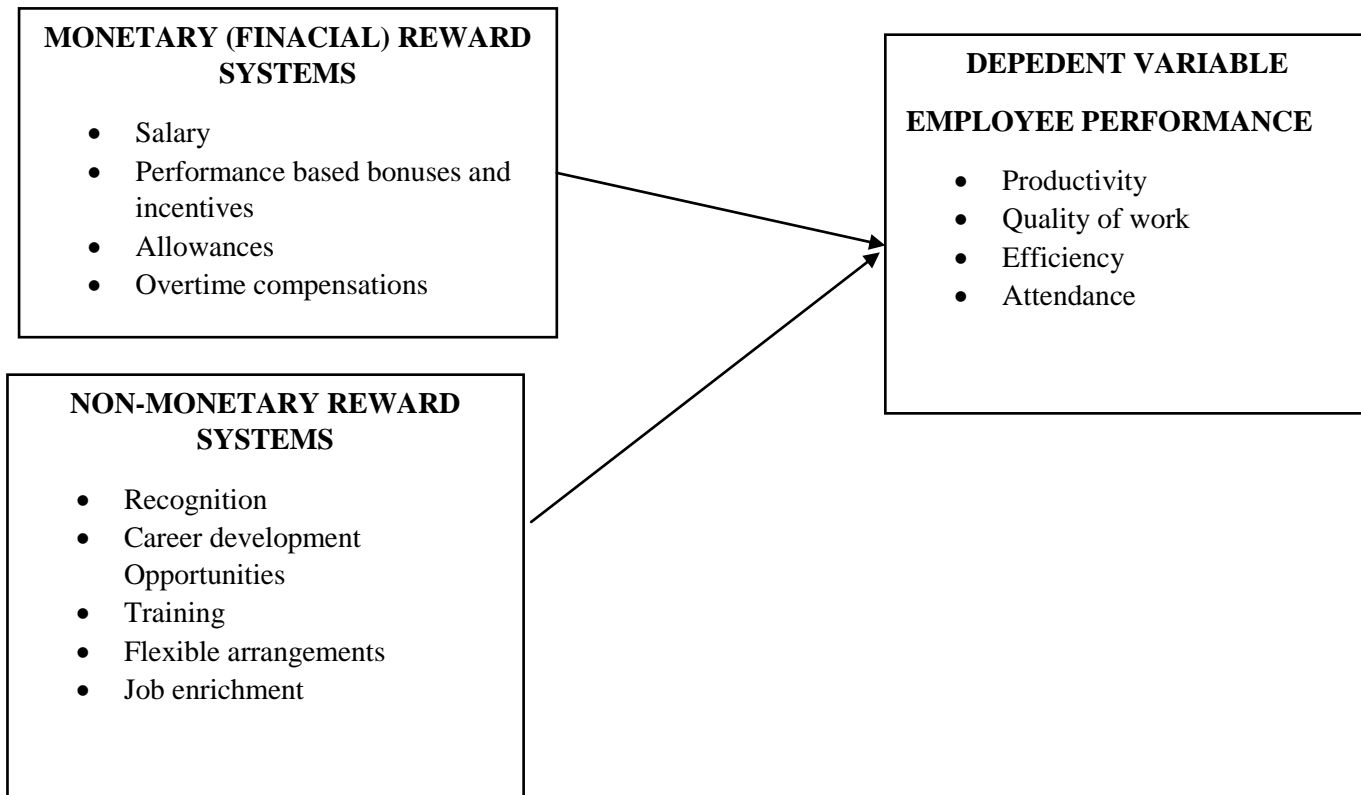 MONETARY (FINACIAL) REWARD
SYSTEMS
• Salary
• Performance based bonuses and
incentives
• Allowances
• Overtime compensations
NON-MONETARY REWARD
SYSTEMS
• Recognition
• Career development
Opportunities
• Training
• Flexible arrangements
• Job enrichment
DEPEDENT VARIABLE
EMPLOYEE PERFORMANCE
• Productivity
• Quality of work
• Efficiency
• Attendance